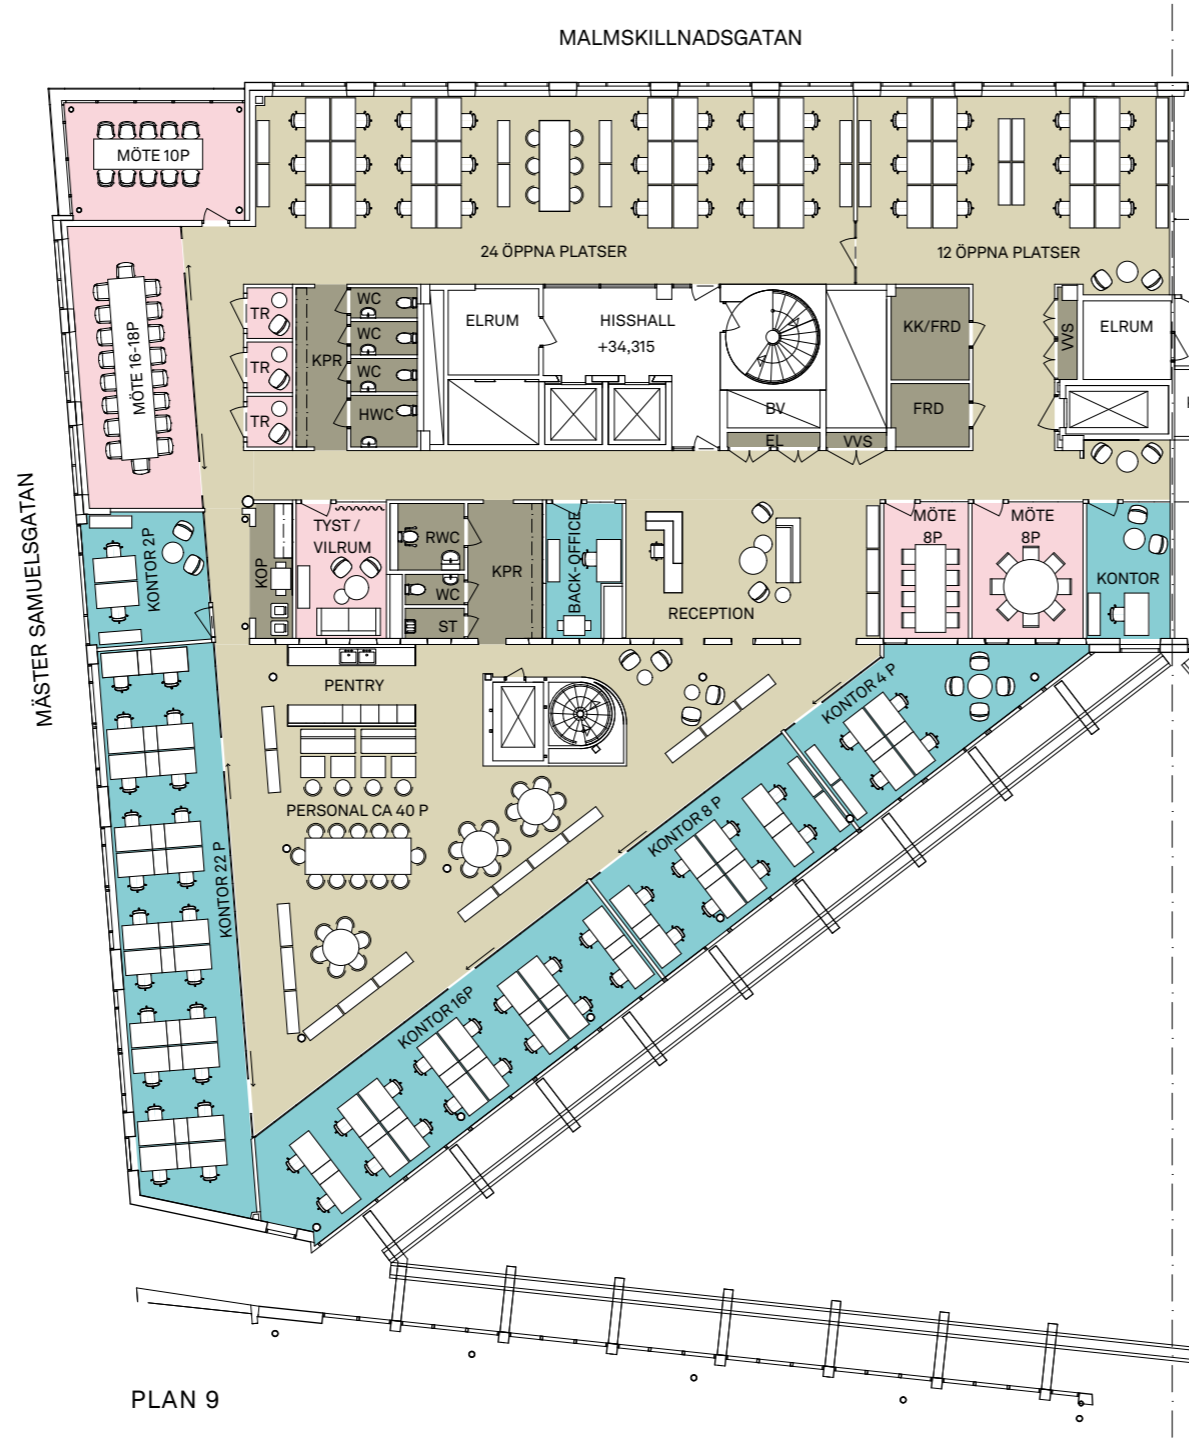 MALMSKILLNADSGATAN
MÖTE 10P
24 ÖPPNA PLATSER
12 ÖPPNA PLATSER
MÖTE 16-18P
TR
TR
TR
KPR
WC
WC
WC
HWC
ELRUM
HISSHALL
+34,315
BV
EL
VVS
KK/FRD
FRD
VVS
ELRUM
MÄSTER SAMUELSGATAN
KONTOR 2P
KOP
TYST /
VILRUM
RWC
WC
ST
KPR
BACK-OFFICE
RECEPTION
MÖTE
8P
MÖTE
8P
KONTOR
PENTRY
KONTOR 4 P
PERSONAL CA 40 P
KONTOR 8 P
KONTOR 22 P
KONTOR 16P
PLAN 9